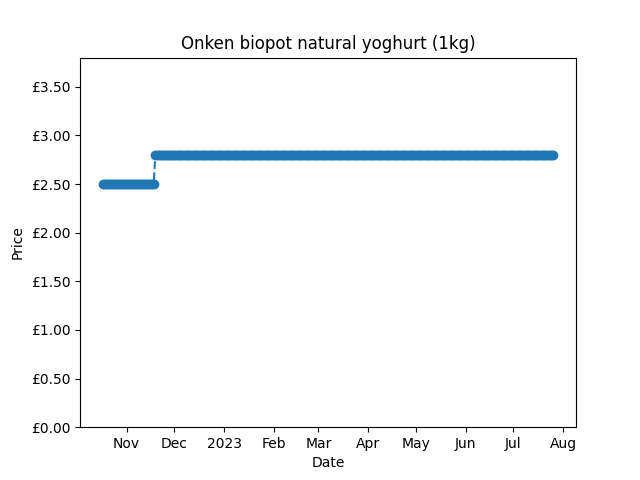 Onken biopot natural yoghurt (1kg)
£3.50
£3.00
£2.50
£2.00
£1.50
£1.00
£0.50
£0.00
Price
Nov Dec 2023 Feb Mar Apr May Jun Jul Aug
Date